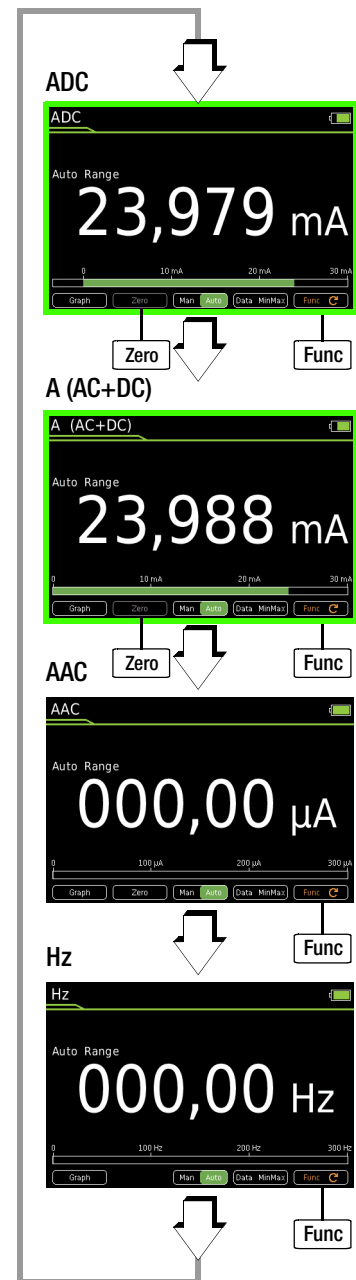 ADC
ADC
Auto Range
23,979 mA
0 10 mA 20 mA 30 mA
Graph Zero Man Auto Data MinMax Func
Zero Func
A (AC+DC)
A (AC+DC)
Auto Range
23,988 mA
0 10 mA 20 mA 30 mA
Graph Zero Man Auto Data MinMax Func
Zero Func
AAC
AAC
Auto Range
000,00 µA
0 100 µA 200 µA 300 µA
Graph Zero Man Auto Data MinMax Func
Func
Hz
Hz
Auto Range
000,00 Hz
0 100 Hz 200 Hz 300 Hz
Graph Man Auto Data MinMax Func
Func